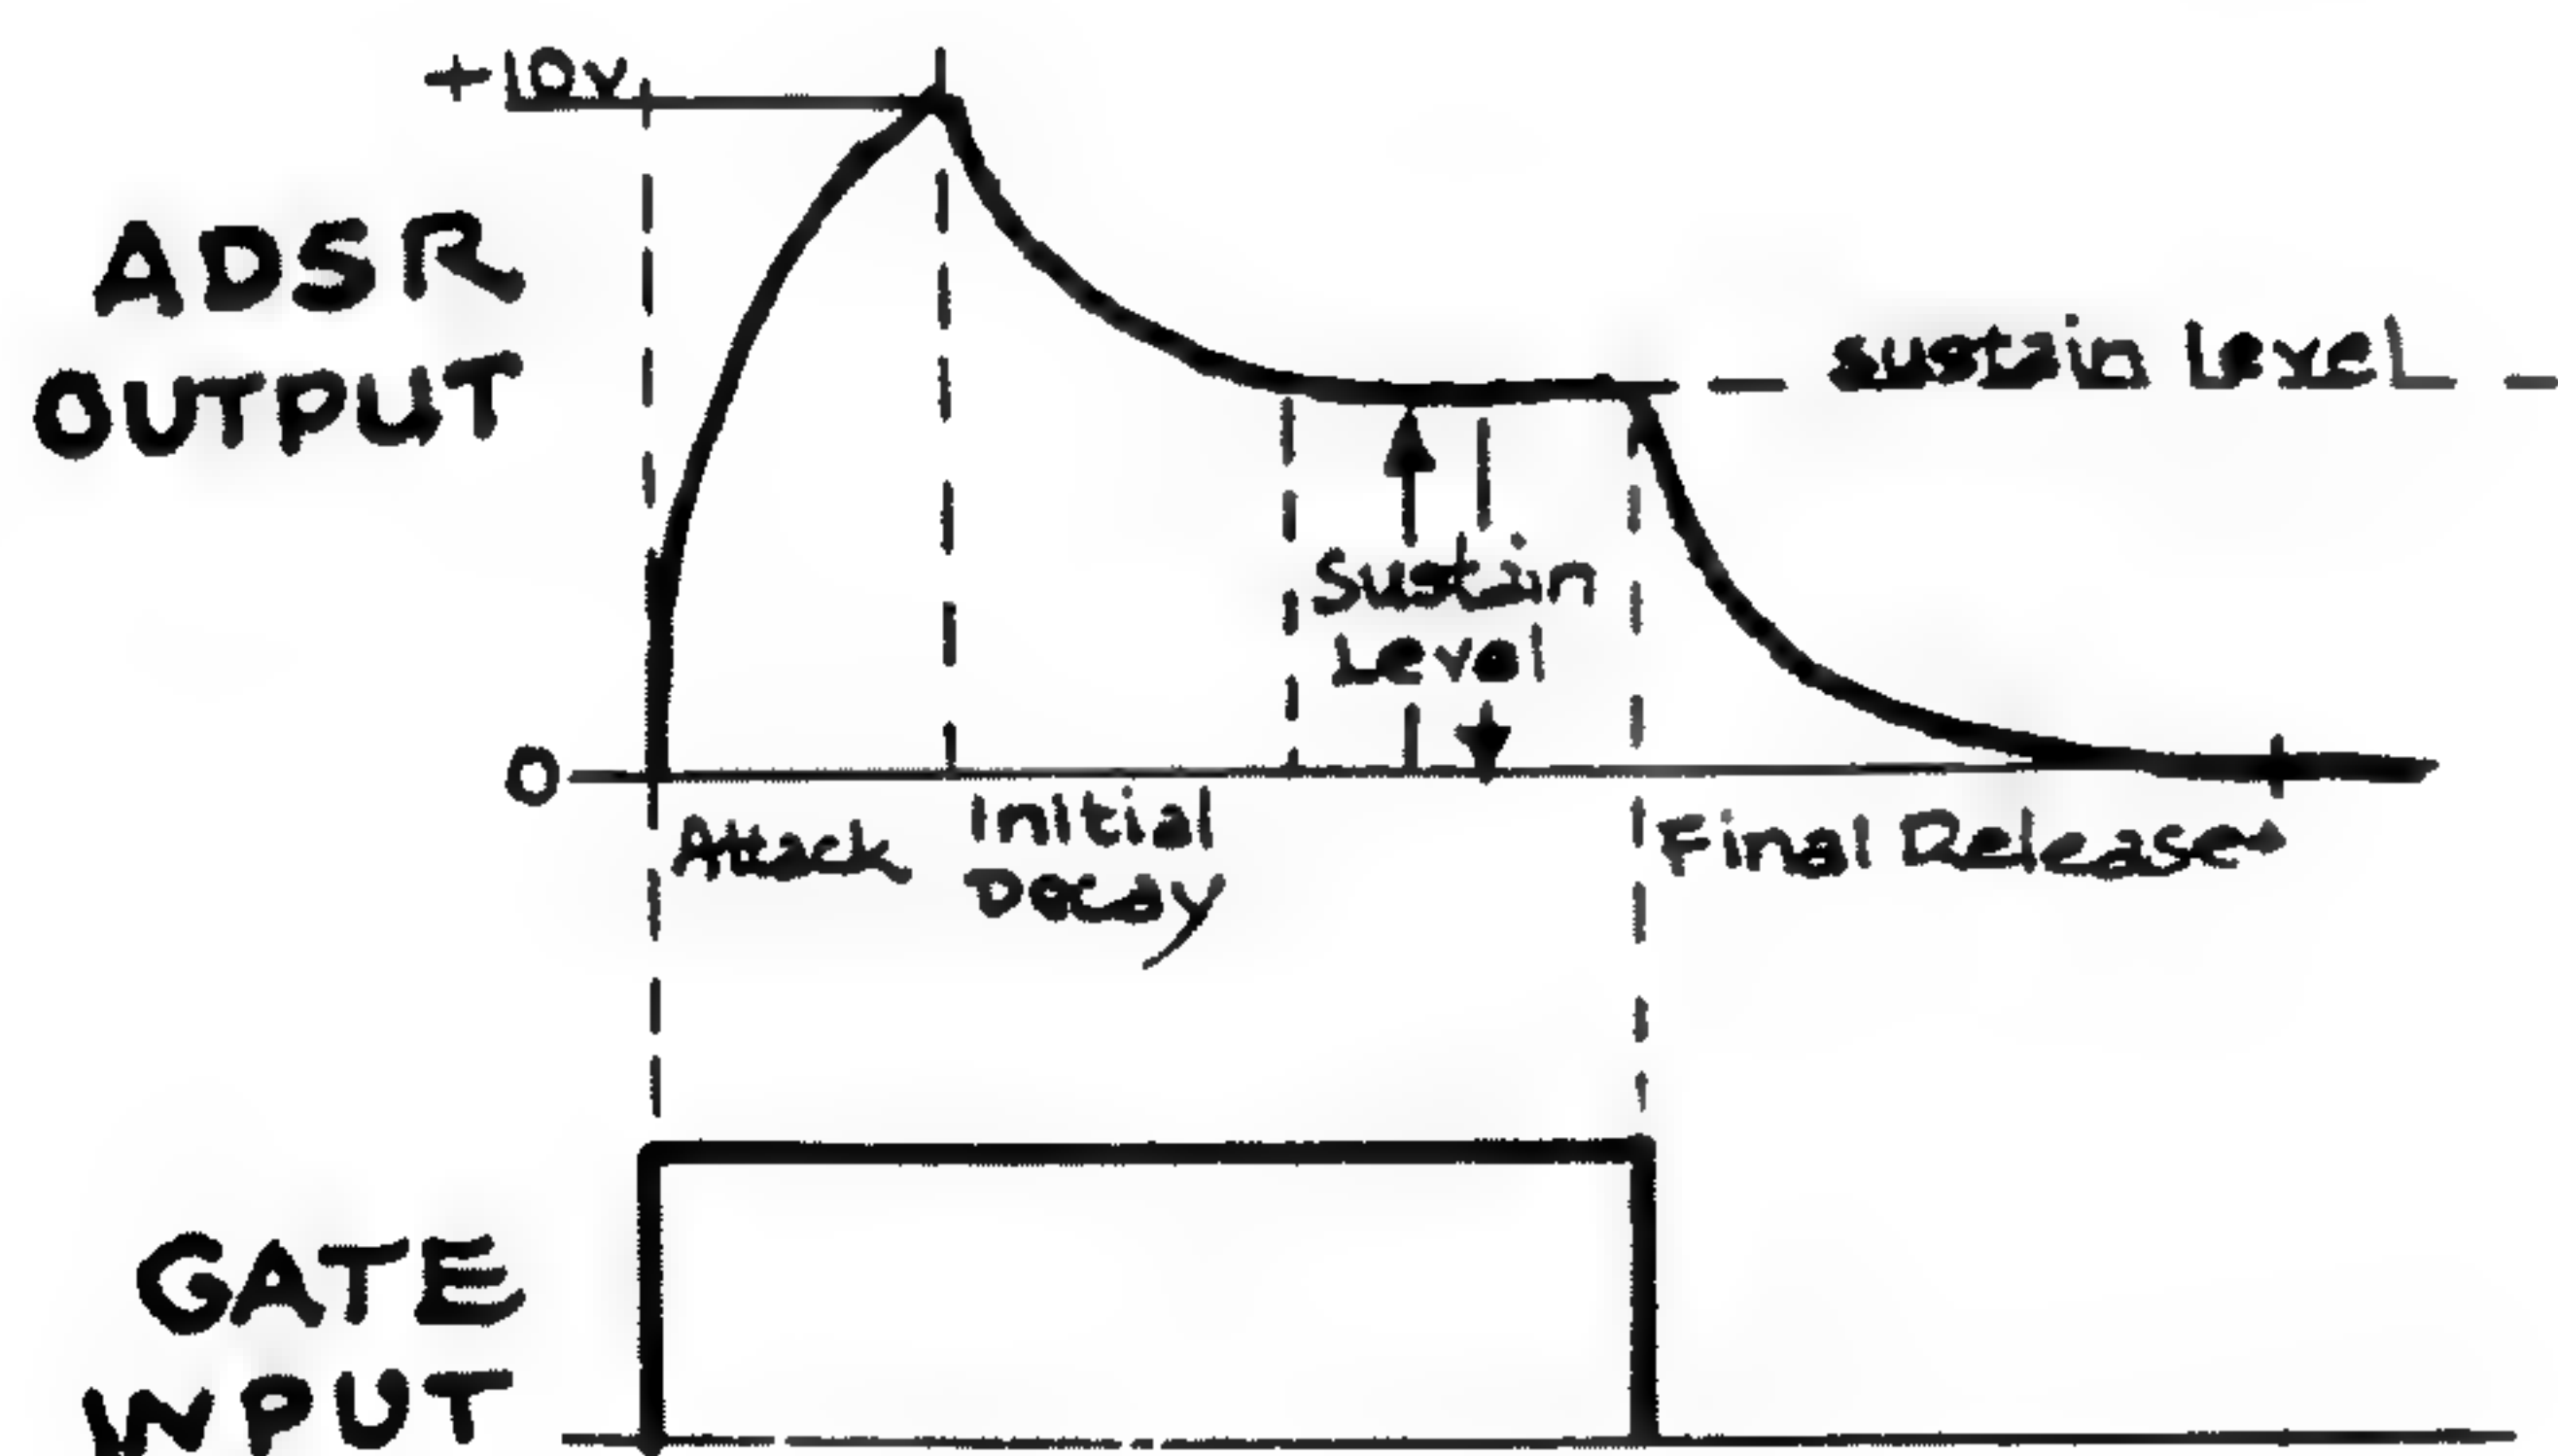 +10v
ADSR
OUTPUT
sustain level
Sustain
Level
0
Attack
Initial
Decay
Final Release
GATE
INPUT